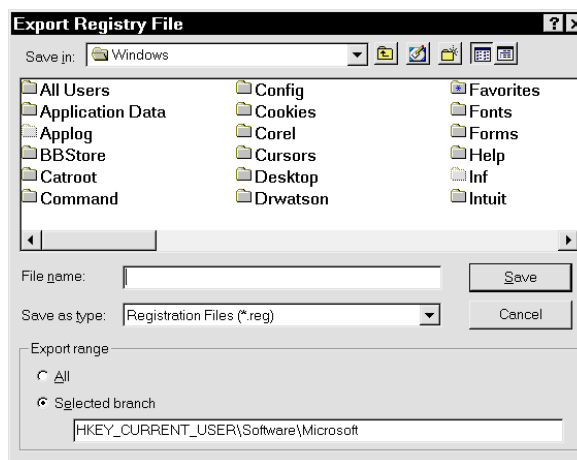 Export Registry File
Save in: Windows
All Users Config Favorites
Application Data Cookies Fonts
Applog Corel Forms
BBStore Cursors Help
Catroot Desktop Inf
Command Drwatson Intuit
File name: Save
Save as type: Registration Files (*.reg) Cancel
Export range
All
Selected branch
HKEY_CURRENT_USER\Software\Microsoft